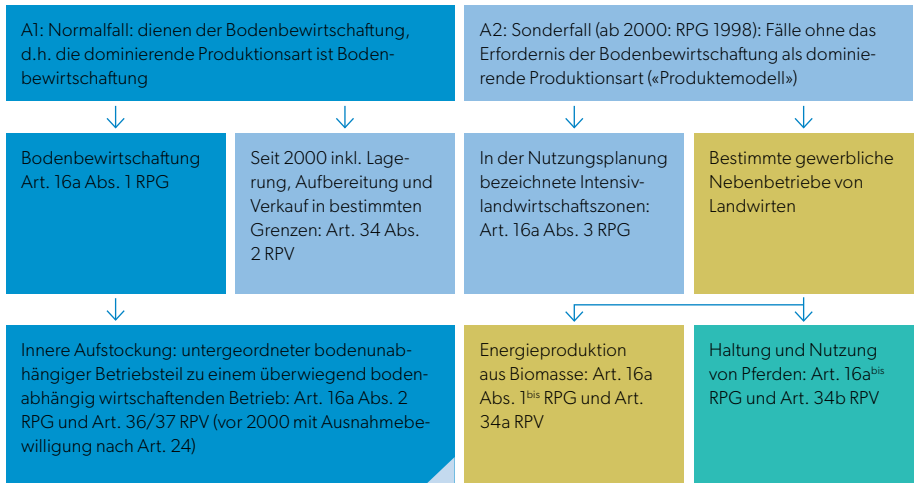 A1: Normalfall: dienen der Bodenbewirtschaftung,
d.h. die dominierende Produktionsart ist Boden-
bewirtschaftung
A2: Sonderfall (ab 2000: RPG 1998): Fälle ohne das
Erfordernis der Bodenbewirtschaftung als dominie-
rende Produktionsart («Produktemodell»)
Bodenbewirtschaftung
Art. 16a Abs. 1 RPG
Seit 2000 inkl. Lage-
rung, Aufbereitung und
Verkauf in bestimmten
Grenzen: Art. 34 Abs.
2 RPV
In der Nutzungsplanung
bezeichnete Intensiv-
landwirtschaftszonen:
Art. 16a Abs. 3 RPG
Bestimmte gewerbliche
Nebenbetriebe von
Landwirten
Innere Aufstockung: untergeordneter bodenunab-
hängiger Betriebsteil zu einem überwiegend boden-
abhängig wirtschaftenden Betrieb: Art. 16a Abs. 2
RPG und Art. 36/37 RPV (vor 2000 mit Ausnahmebe-
willigung nach Art. 24)
Energieproduktion
aus Biomasse: Art. 16a
Abs. 1bis RPG und Art.
34a RPV
Haltung und Nutzung
von Pferden: Art. 16abis
RPG und Art. 34b RPV